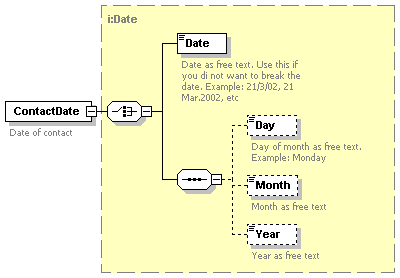 i:Date
Date
Date as free text. Use this if
you di not want to break the
date. Example: 21/3/02, 21
Mar.2002, etc
ContactDate
Date of contact
Day
Day of month as free text.
Example: Monday
Month
Month as free text
Year
Year as free text